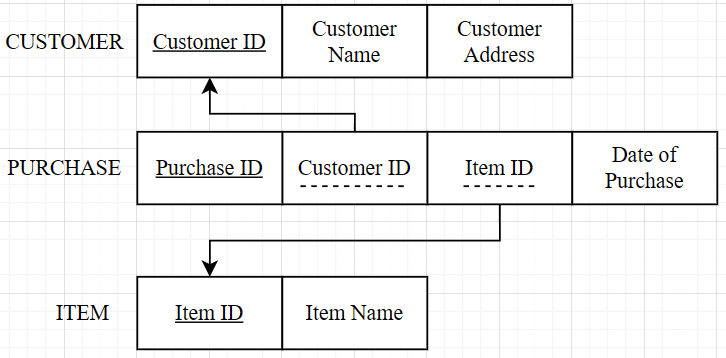 CUSTOMER
Customer ID
Customer
Name
Customer
Address
PURCHASE
Purchase ID
Customer ID
Item ID
Date of
Purchase
ITEM
Item ID
Item Name